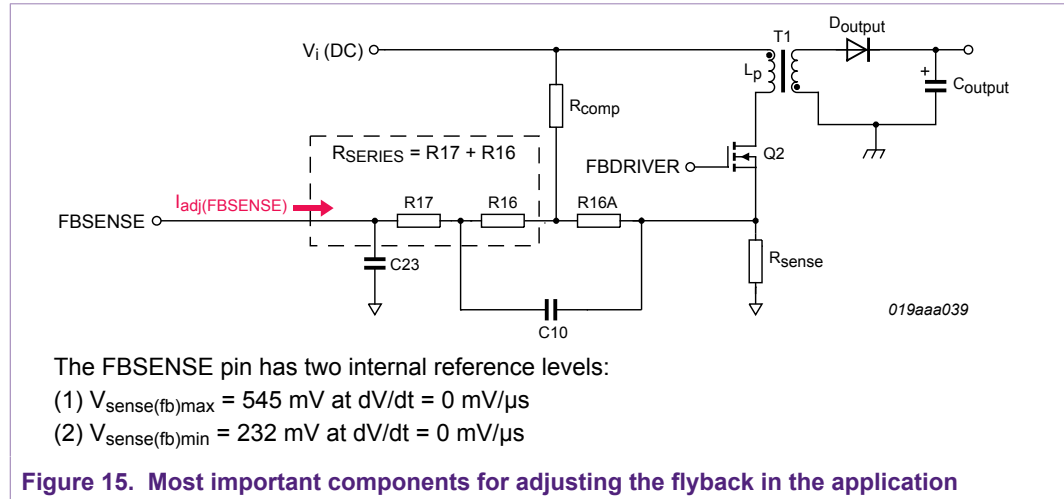 Vi (DC)
T1
Doutput
Lp
+
Coutput
Rcomp
RSERIES = R17 + R16
FBDRIVER
Q2
Iadj(FBSENSE)
R17
R16
R16A
FBSENSE
C23
Rsense
C10
019aaa039
The FBSENSE pin has two internal reference levels:
(1) Vsense(fb)max = 545 mV at dV/dt = 0 mV/µs
(2) Vsense(fb)min = 232 mV at dV/dt = 0 mV/µs
Figure 15. Most important components for adjusting the flyback in the application